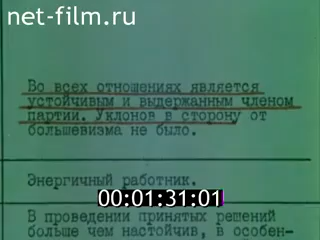 net-film.ru
Во всех отношениях является
устойчивым и выдержанным членом
партии. Уклонов в сторону от
большевизма не было.
Энергичный работник.
00:01:31:01
В проведении принятых решений
больше чем настойчив, в особен-